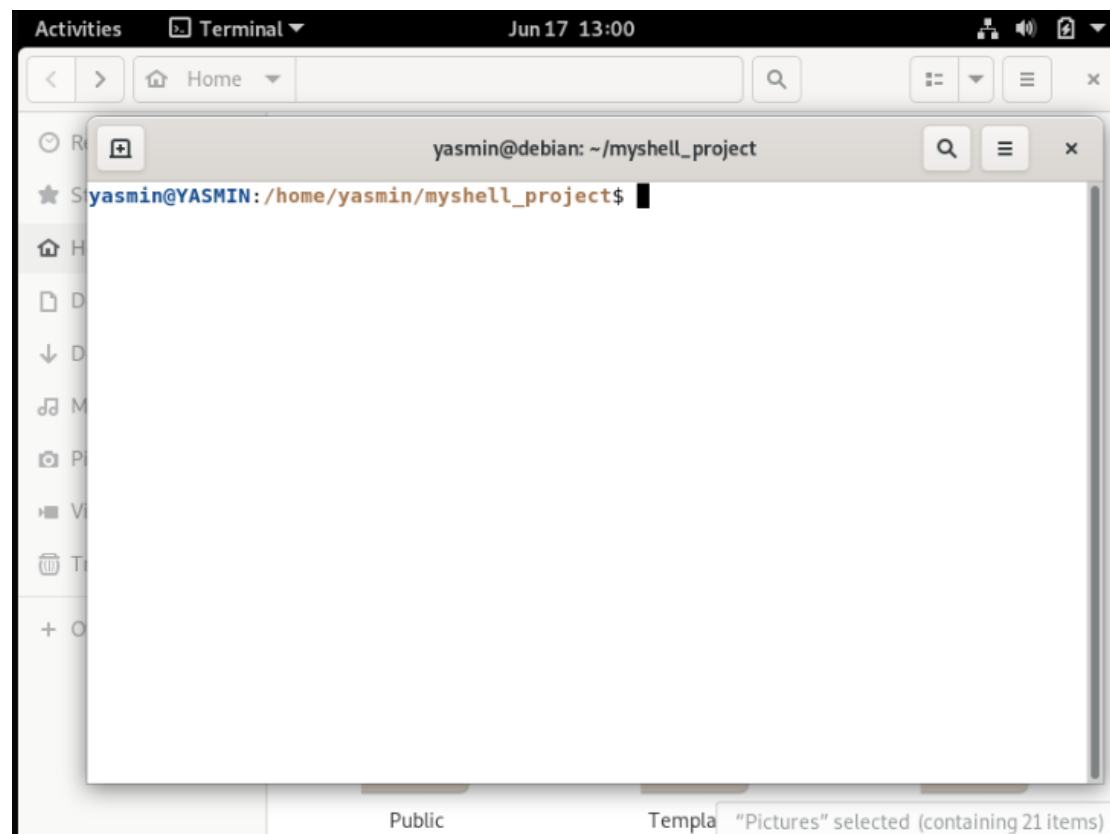 Activities Terminal Jun 17 13:00
Home
yasmin@debian: ~/myshell_project
yasmin@YASMIN:/home/yasmin/myshell_project$
Public Templa "Pictures" selected (containing 21 items)